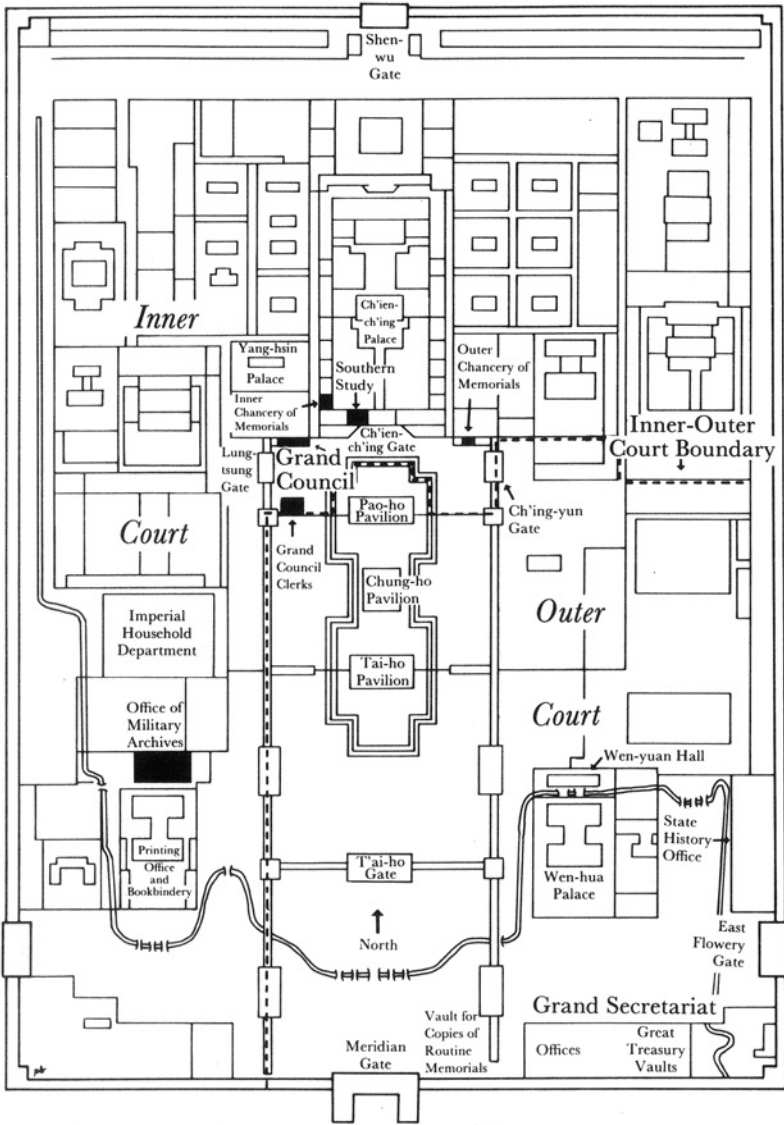 Shen-
wu
Gate
Inner
Ch'ien-
ch'ing
Palace
Yang-hsin
Palace
Southern
Study
Outer
Chancery of
Memorials
Inner
Chancery of
Memorials
Inner-Outer
Court Boundary
Ch'ien-
ch'ing Gate
Lung-
tsung
Gate
Grand
Council
Pao-ho
Pavilion
Ch'ing-yun
Gate
Court
Grand
Council
Clerks
Chung-ho
Pavilion
Outer
Imperial
Household
Department
Tai-ho
Pavilion
Court
Office of
Military
Archives
Wen-yuan Hall
Printing
Office
and
Bookbindery
T'ai-ho
Gate
Wen-hua
Palace
State
History
Office
North
East
Flowery
Gate
Grand Secretariat
Vault for
Copies of
Routine
Memorials
Meridian
Gate
Offices
Great
Treasury
Vaults